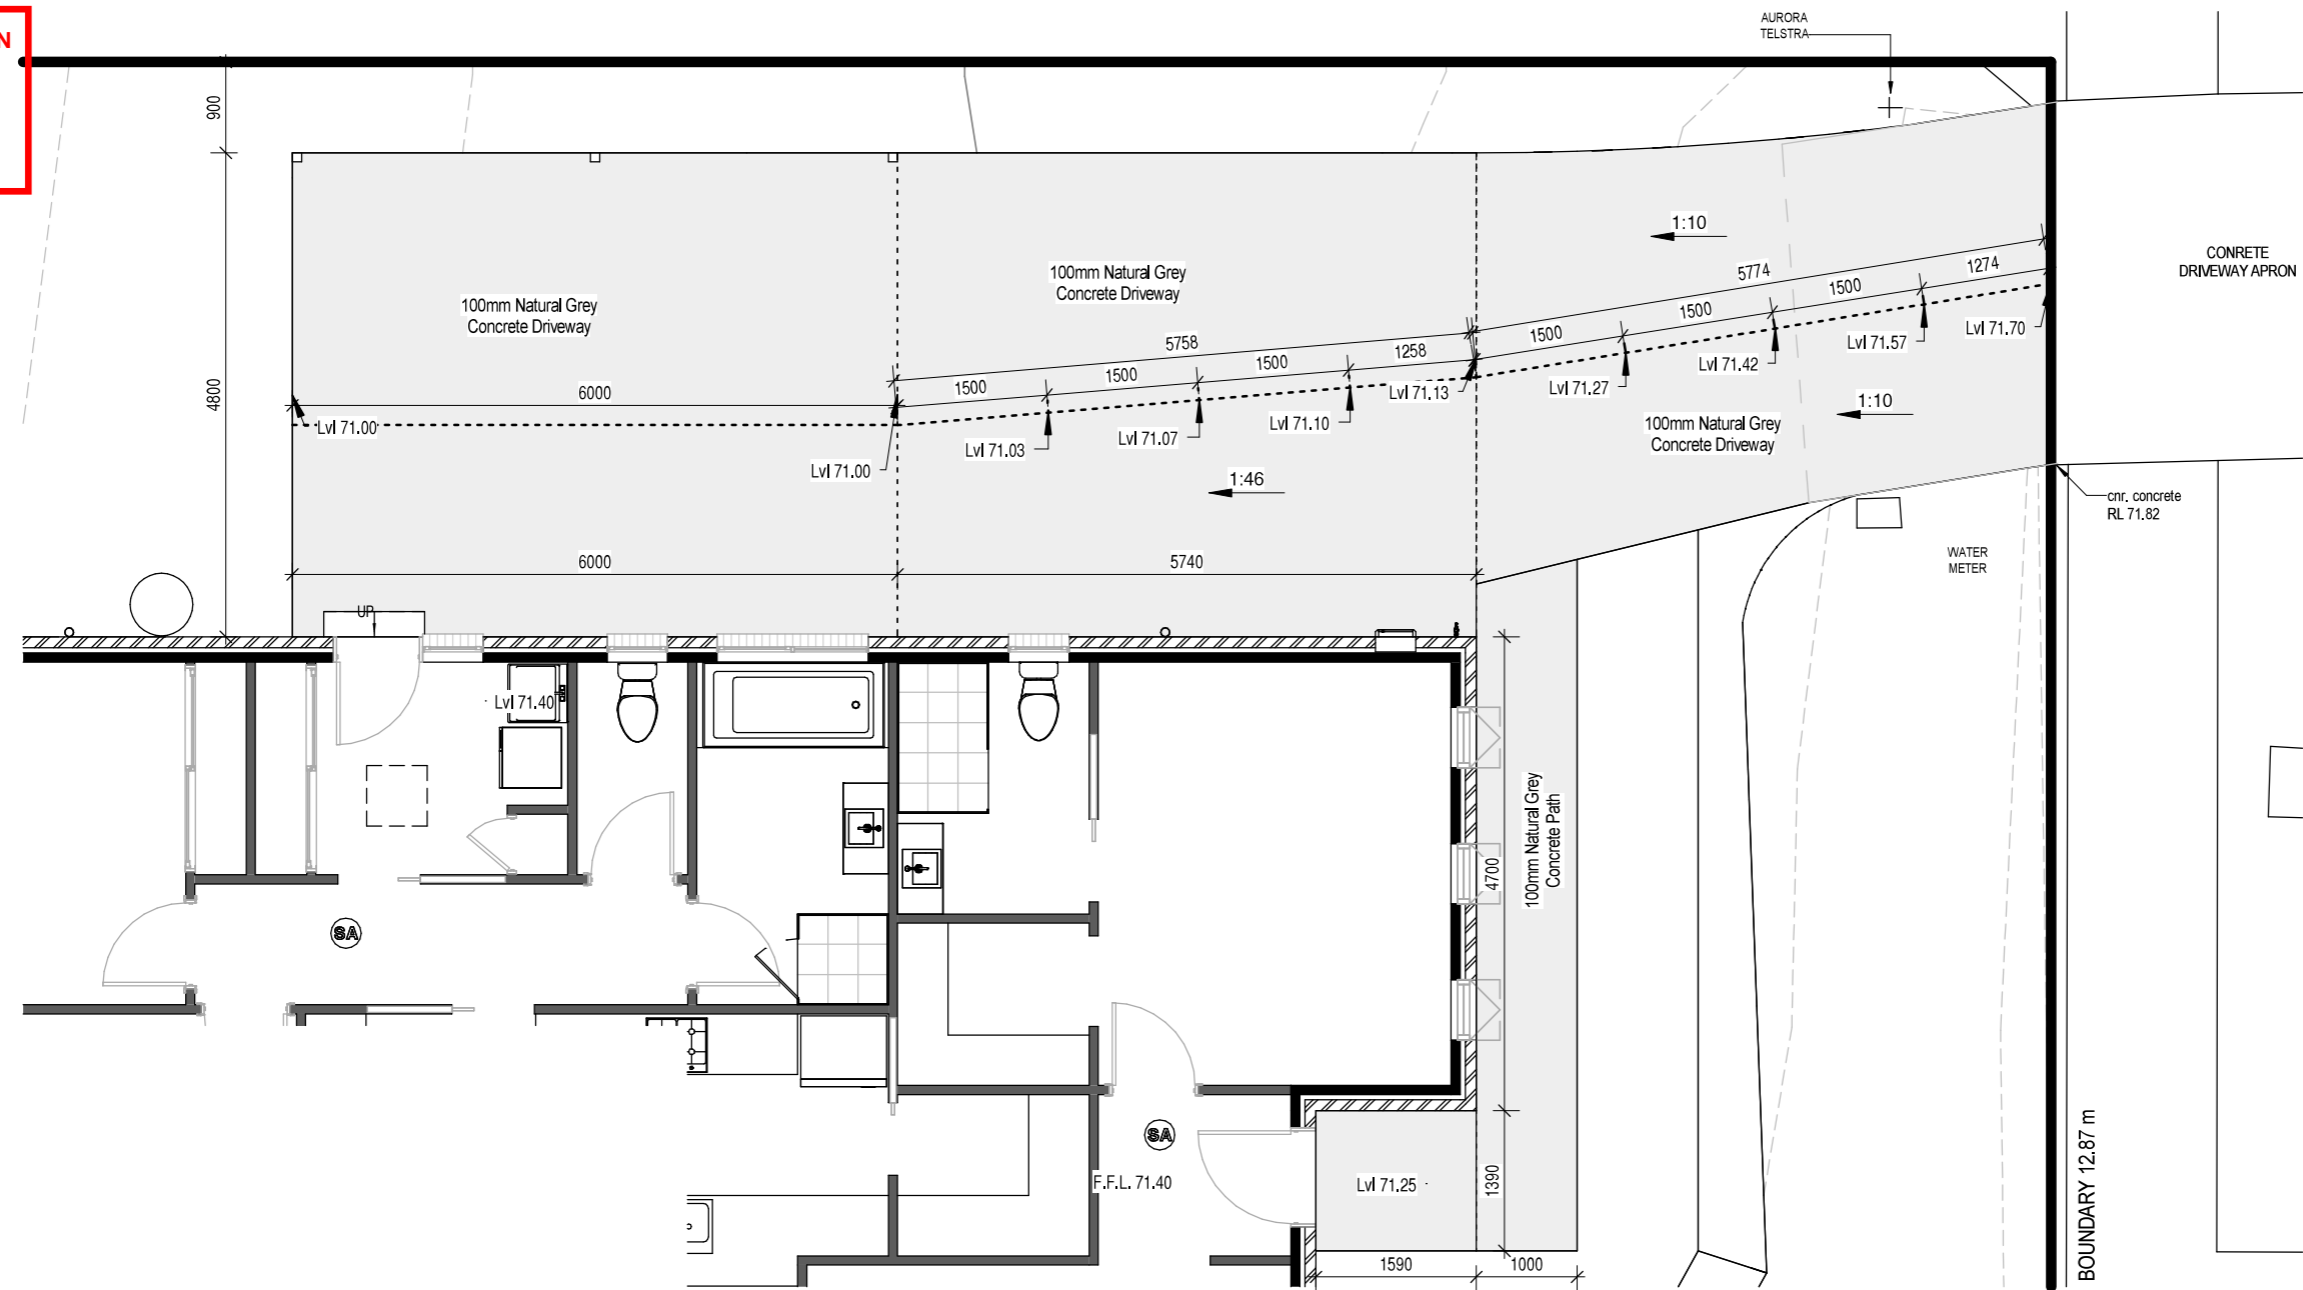 N
AURORA
TELSTRA
900
1:10
CONRETE
DRIVEWAY APRON
5774
1274
1500
1500
1500
100mm Natural Grey
Concrete Driveway
100mm Natural Grey
Concrete Driveway
Lvl 71.70
Lvl 71.57
Lvl 71.42
Lvl 71.27
5758
1258
1500
1500
1500
Lvl 71.13
4800
6000
Lvl 71.00
Lvl 71.10
Lvl 71.07
Lvl 71.03
Lvl 71.00
1:10
100mm Natural Grey
Concrete Driveway
1:46
cnr. concrete
RL 71.82
WATER
METER
6000
5740
UP
Lvl 71.40
100mm Natural Grey
Concrete Path
4700
SA
SA
F.F.L. 71.40
Lvl 71.25
1390
BOUNDARY 12.87 m
1590
1000